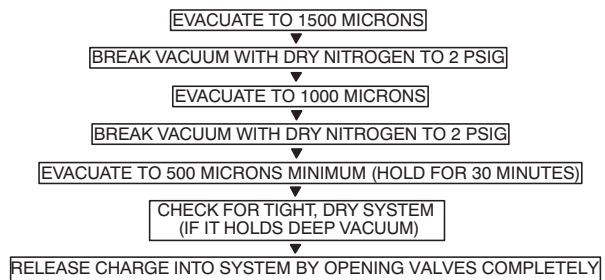 EVACUATE TO 1500 MICRONS
BREAK VACUUM WITH DRY NITROGEN TO 2 PSIG
EVACUATE TO 1000 MICRONS
BREAK VACUUM WITH DRY NITROGEN TO 2 PSIG
EVACUATE TO 500 MICRONS MINIMUM (HOLD FOR 30 MINUTES)
CHECK FOR TIGHT, DRY SYSTEM
(IF IT HOLDS DEEP VACUUM)
RELEASE CHARGE INTO SYSTEM BY OPENING VALVES COMPLETELY